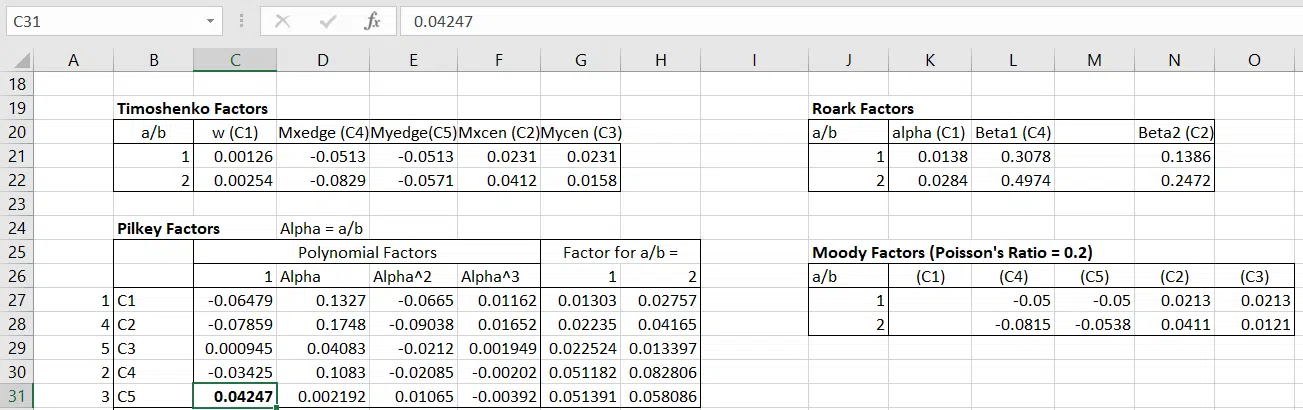 C31 fx 0.04247
A B C D E F G H I J K L M N O
18
19 Timoshenko Factors Roark Factors
20 a/b w (C1) Mxedge (C4) Myedge(C5) Mxcen (C2) Mycen (C3) a/b alpha (C1) Beta1 (C4) Beta2 (C2)
21 1 0.00126 -0.0513 -0.0513 0.0231 0.0231 1 0.0138 0.3078 0.1386
22 2 0.00254 -0.0829 -0.0571 0.0412 0.0158 2 0.0284 0.4974 0.2472
23
24 Pilkey Factors Alpha = a/b
25 Polynomial Factors Factor for a/b = Moody Factors (Poisson's Ratio = 0.2)
26 1 Alpha Alpha^2 Alpha^3 1 2 a/b (C1) (C4) (C5) (C2) (C3)
27 1 C1 -0.06479 0.1327 -0.0665 0.01162 0.01303 0.02757 1 -0.05 -0.05 0.0213 0.0213
28 4 C2 -0.07859 0.1748 -0.09038 0.01652 0.02235 0.04165 2 -0.0815 -0.0538 0.0411 0.0121
29 5 C3 0.000945 0.04083 -0.0212 0.001949 0.022524 0.013397
30 2 C4 -0.03425 0.1083 -0.02085 -0.00202 0.051182 0.082806
31 3 C5 0.04247 0.002192 0.01065 -0.00392 0.051391 0.058086